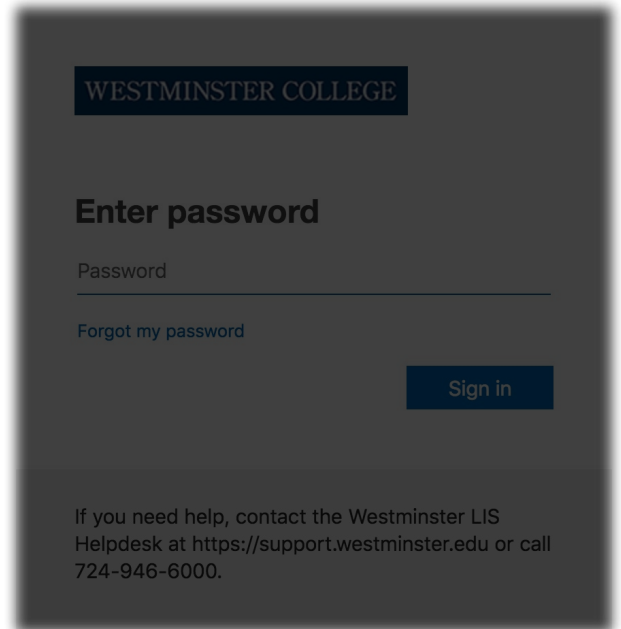 WESTMINSTER COLLEGE
Enter password
Password
Forgot my password
Sign in
If you need help, contact the Westminster LIS
Helpdesk at https://support.westminster.edu or call
724-946-6000.